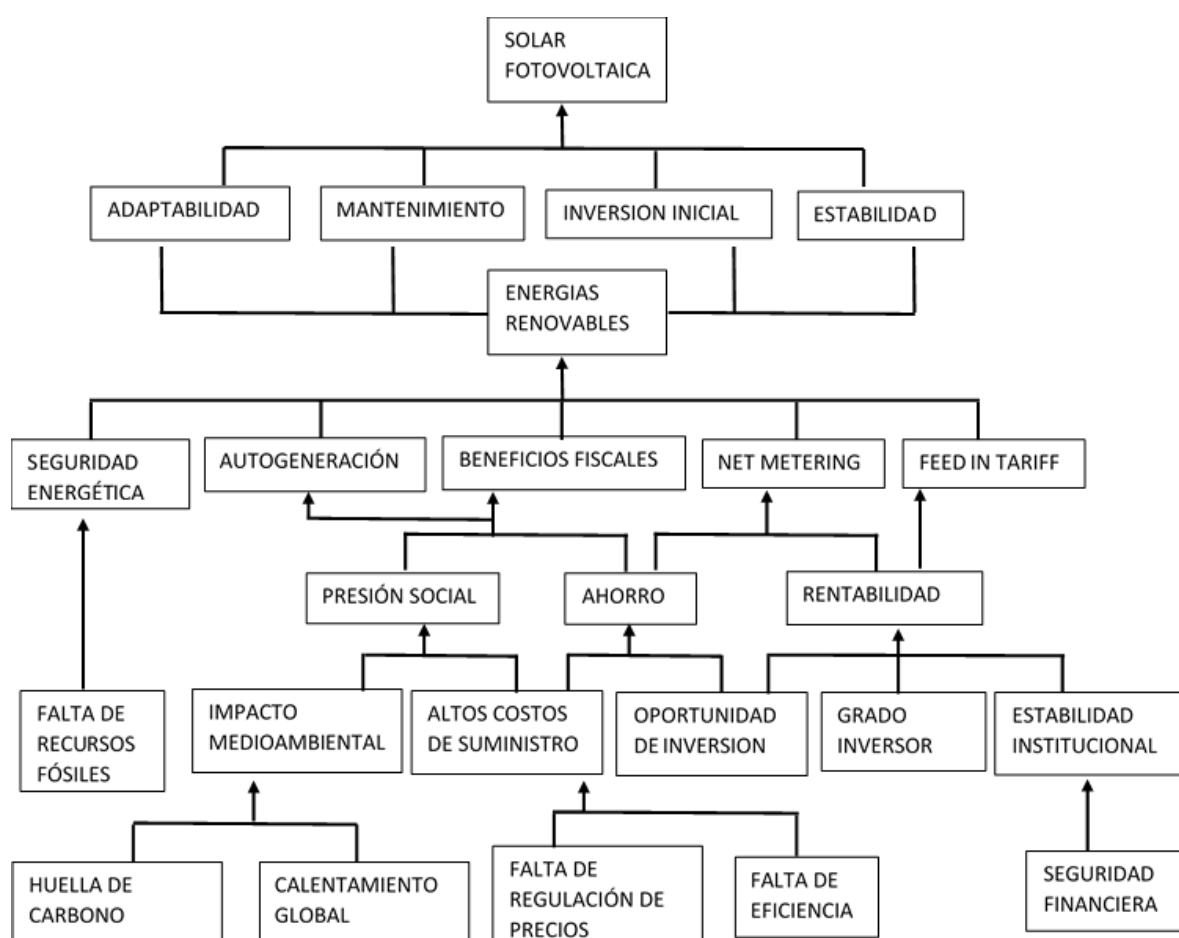 SOLAR
FOTOVOLTAICA
ADAPTABILIDAD
MANTENIMIENTO
INVERSION INICIAL
ESTABILIDAD
ENERGIAS
RENOVABLES
SEGURIDAD
ENERGÉTICA
AUTOGENERACIÓN
BENEFICIOS FISCALES
NET METERING
FEED IN TARIFF
PRESIÓN SOCIAL
AHORRO
RENTABILIDAD
FALTA DE
RECURSOS
FÓSILES
IMPACTO
MEDIOAMBIENTAL
ALTOS COSTOS
DE SUMINISTRO
OPORTUNIDAD
DE INVERSION
GRADO
INVERSOR
ESTABILIDAD
INSTITUCIONAL
HUELLA DE
CARBONO
CALENTAMIENTO
GLOBAL
FALTA DE
REGULACIÓN DE
PRECIOS
FALTA DE
EFICIENCIA
SEGURIDAD
FINANCIERA